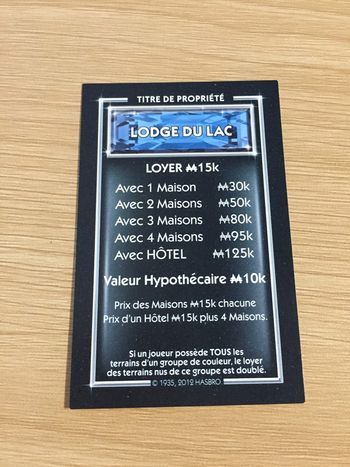 TITRE DE PROPRIÉTÉ
LODGE DU LAC
LOYER ₩15k
Avec 1 Maison ₩30k
Avec 2 Maisons ₩50k
Avec 3 Maisons ₩80k
Avec 4 Maisons ₩95k
Avec HÔTEL ₩125k
Valeur Hypothécaire ₩10k
Prix des Maisons ₩15k chacune
Prix d'un Hôtel ₩15k plus 4 Maisons.
Si un joueur possède TOUS les
terrains d'un groupe de couleur, le loyer
des terrains nus de ce groupe est doublé.
© 1935, 2012 HASBRO